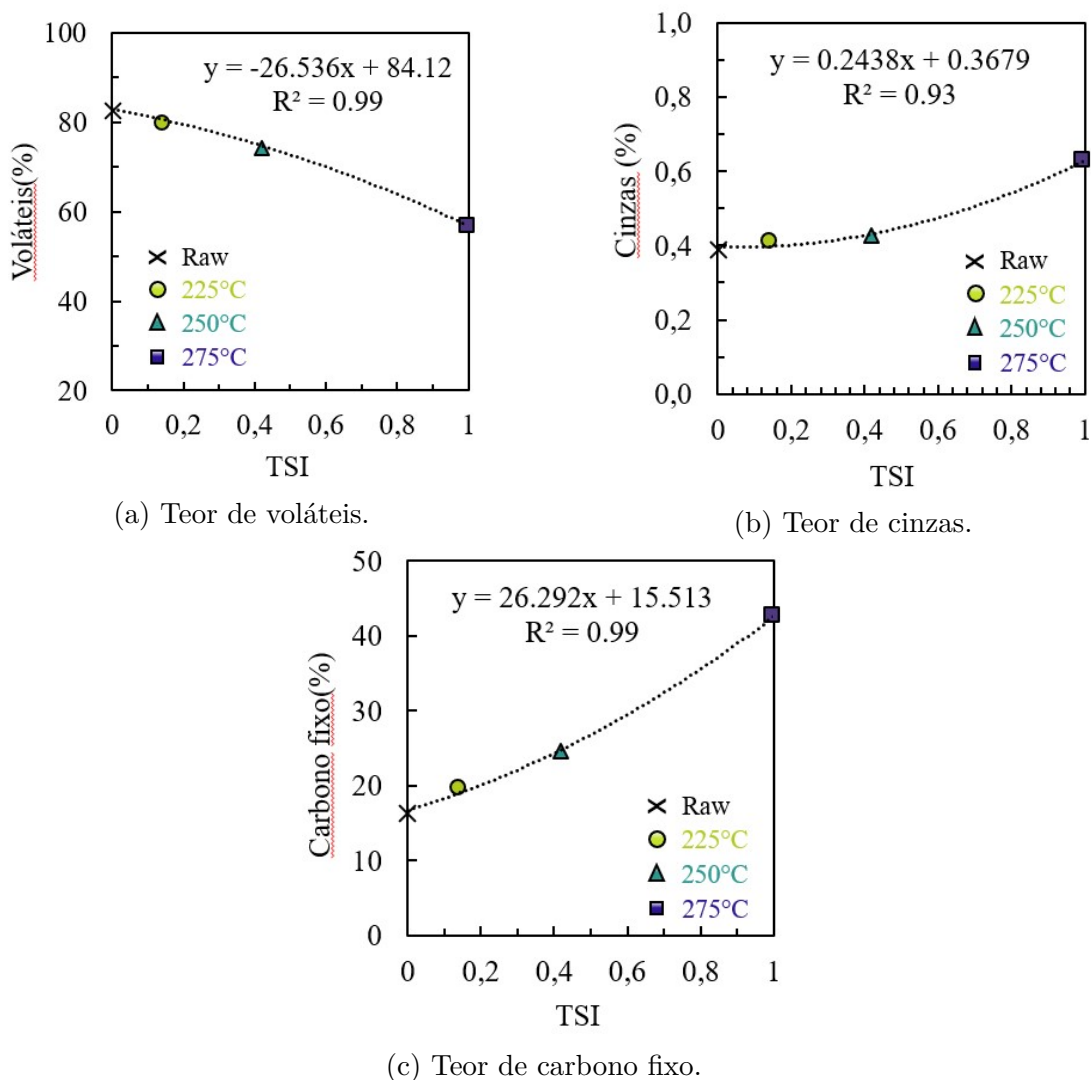 100
80
60
40
20
Voláteis(%)
y = -26.536x + 84.12
R² = 0.99
Raw
225°C
250°C
275°C
0 0,2 0,4 0,6 0,8 1
TSI
(a) Teor de voláteis.
1,0
0,8
0,6
0,4
0,2
0,0
Cinzas (%)
y = 0.2438x + 0.3679
R² = 0.93
Raw
225°C
250°C
275°C
0 0,2 0,4 0,6 0,8 1
TSI
(b) Teor de cinzas.
50
40
30
20
10
0
Carbono fixo(%)
y = 26.292x + 15.513
R² = 0.99
Raw
225°C
250°C
275°C
0 0,2 0,4 0,6 0,8 1
TSI
(c) Teor de carbono fixo.